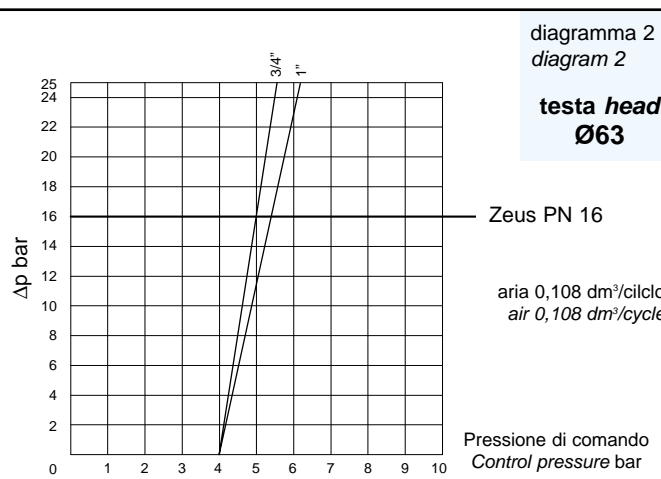 diagramma 2
diagram 2
testa head
Ø63
3/4"
1"
25
24
22
20
18
16
14
12
10
8
6
4
2
0
1 2 3 4 5 6 7 8 9 10
Δp bar
Zeus PN 16
aria 0,108 dm³/cilclo
air 0,108 dm³/cycle
Pressione di comando
Control pressure bar